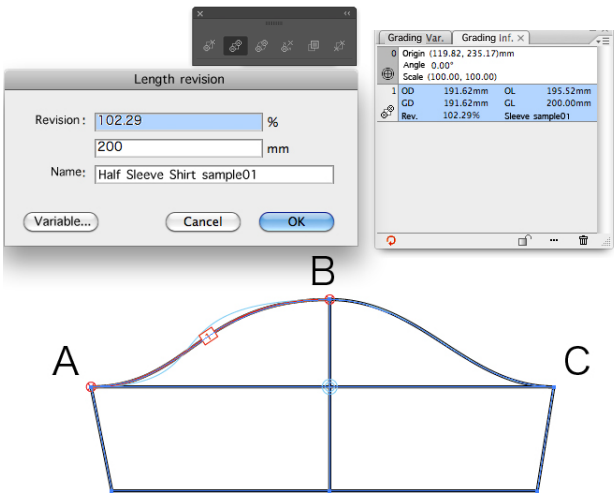 Length revision
Revision: 102.29 %
200 mm
Name: Half Sleeve Shirt sample01
Variable... Cancel OK
Grading Var. Grading Inf. ×
0 Origin (119.82, 235.17)mm
Angle 0.00°
Scale (100.00, 100.00)
1 OD 191.62mm OL 195.52mm
GD 191.62mm GL 200.00mm
Rev. 102.29% Sleeve sample01
B
A
C
1